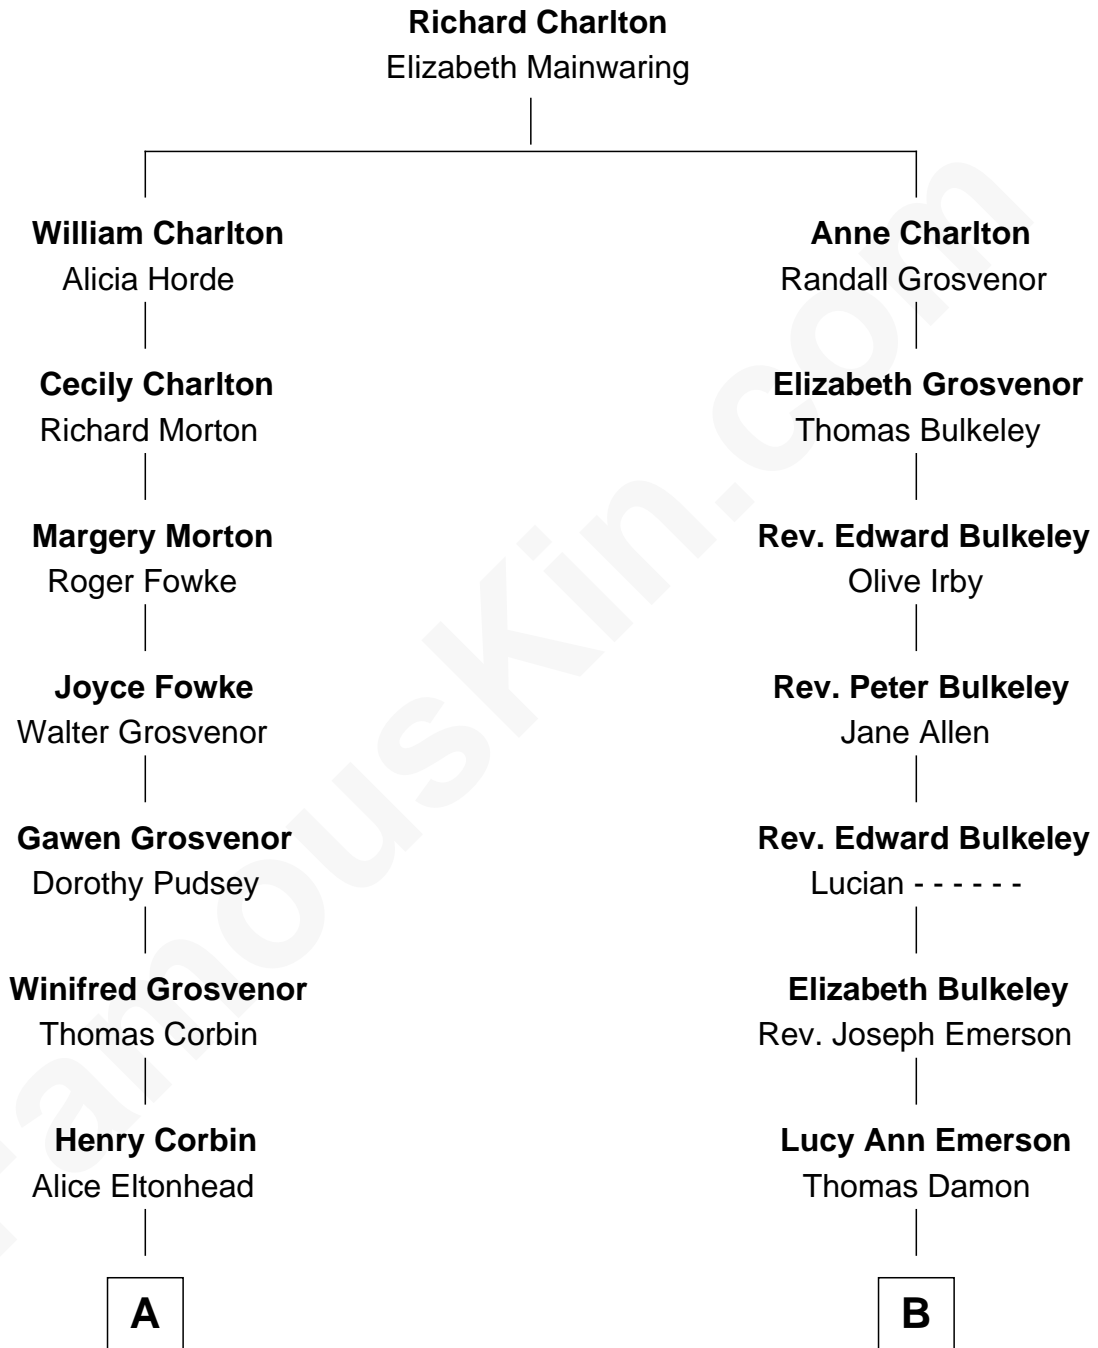 Richard Charlton
Elizabeth Mainwaring
William Charlton
Alicia Horde
Cecily Charlton
Richard Morton
Margery Morton
Roger Fowke
Joyce Fowke
Walter Grosvenor
Gawen Grosvenor
Dorothy Pudsey
Winifred Grosvenor
Thomas Corbin
Henry Corbin
Alice Eltonhead
A
Anne Charlton
Randall Grosvenor
Elizabeth Grosvenor
Thomas Bulkeley
Rev. Edward Bulkeley
Olive Irby
Rev. Peter Bulkeley
Jane Allen
Rev. Edward Bulkeley
Lucian - - - - - -
Elizabeth Bulkeley
Rev. Joseph Emerson
Lucy Ann Emerson
Thomas Damon
B
FamousKin.com